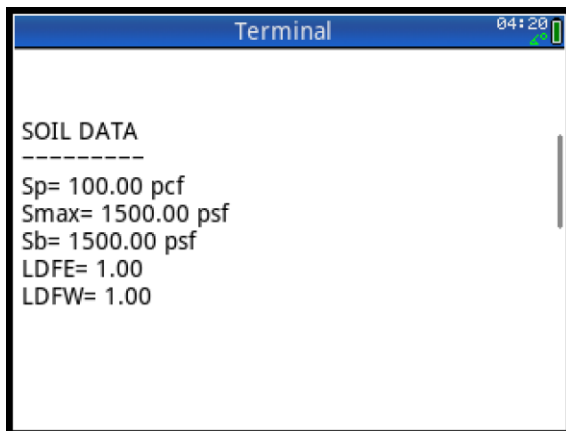 Terminal
04:20
SOIL DATA
---------
Sp= 100.00 pcf
Smax= 1500.00 psf
Sb= 1500.00 psf
LDFE= 1.00
LDFW= 1.00